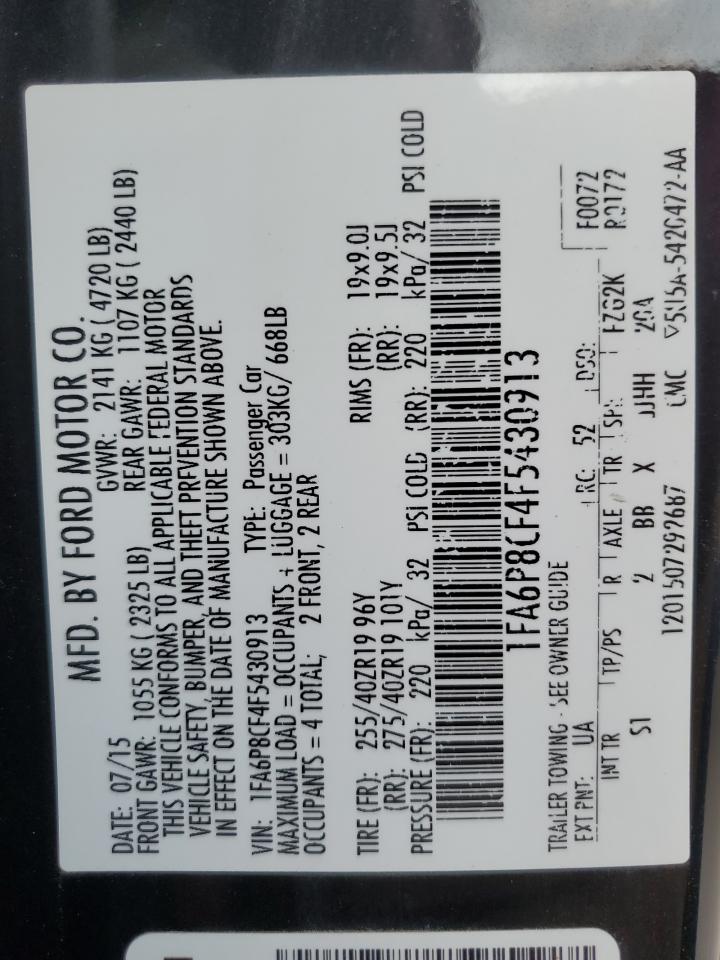 MFD. BY FORD MOTOR CO.
DATE: 07/15 GVWR: 2141 KG ( 4720 LB)
FRONT GAWR: 1055 KG ( 2325 LB) REAR GAWR: 1107 KG ( 2440 LB)
THIS VEHICLE CONFORMS TO ALL APPLICABLE FEDERAL MOTOR
VEHICLE SAFETY, BUMPER, AND THEFT PREVENTION STANDARDS
IN EFFECT ON THE DATE OF MANUFACTURE SHOWN ABOVE.
VIN: 1FA6P8CF4F5430913 TYPE: Passenger Car
MAXIMUM LOAD = OCCUPANTS + LUGGAGE = 303KG/ 668LB
OCCUPANTS = 4 TOTAL; 2 FRONT, 2 REAR
TIRE (FR): 255/40ZR19 96Y RIMS (FR): 19x9.0J
(RR): 275/40ZR19 101Y (RR): 19x9.5J
PRESSURE (FR): 220 kPa/ 32 PSI COLD (RR): 220 kPa/ 32 PSI COLD
1FA6P8CF4F5430913
TRAILER TOWING - SEE OWNER GUIDE
EXT PNT: UA RC: 52 DSO: F0072
INT TR TP/PS R AXLE TR SPR FZG2K R0172
S1 2 BB X JJHH
1201507292687 UMC